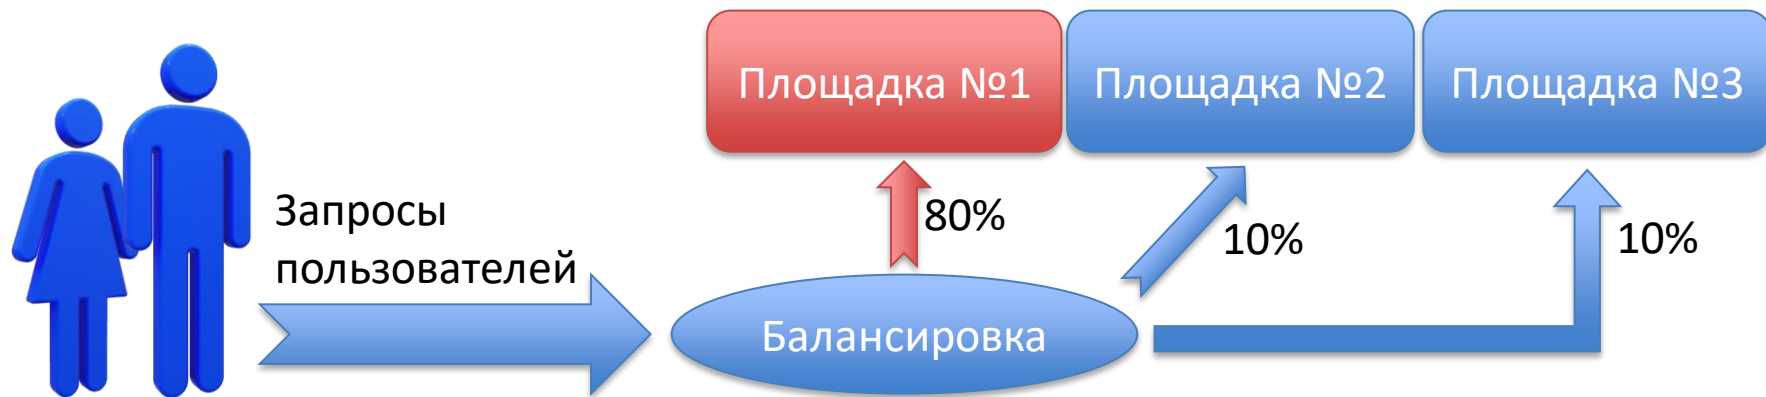 Площадка №1
Площадка №2
Площадка №3
Запросы
пользователей
80%
10%
10%
Балансировка